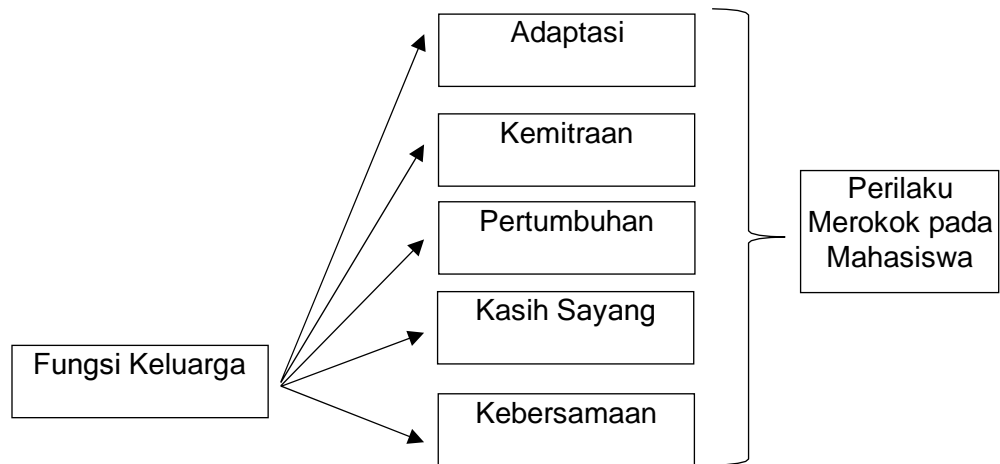 Fungsi Keluarga
Adaptasi
Kemitraan
Pertumbuhan
Kasih Sayang
Kebersamaan
Perilaku
Merokok pada
Mahasiswa